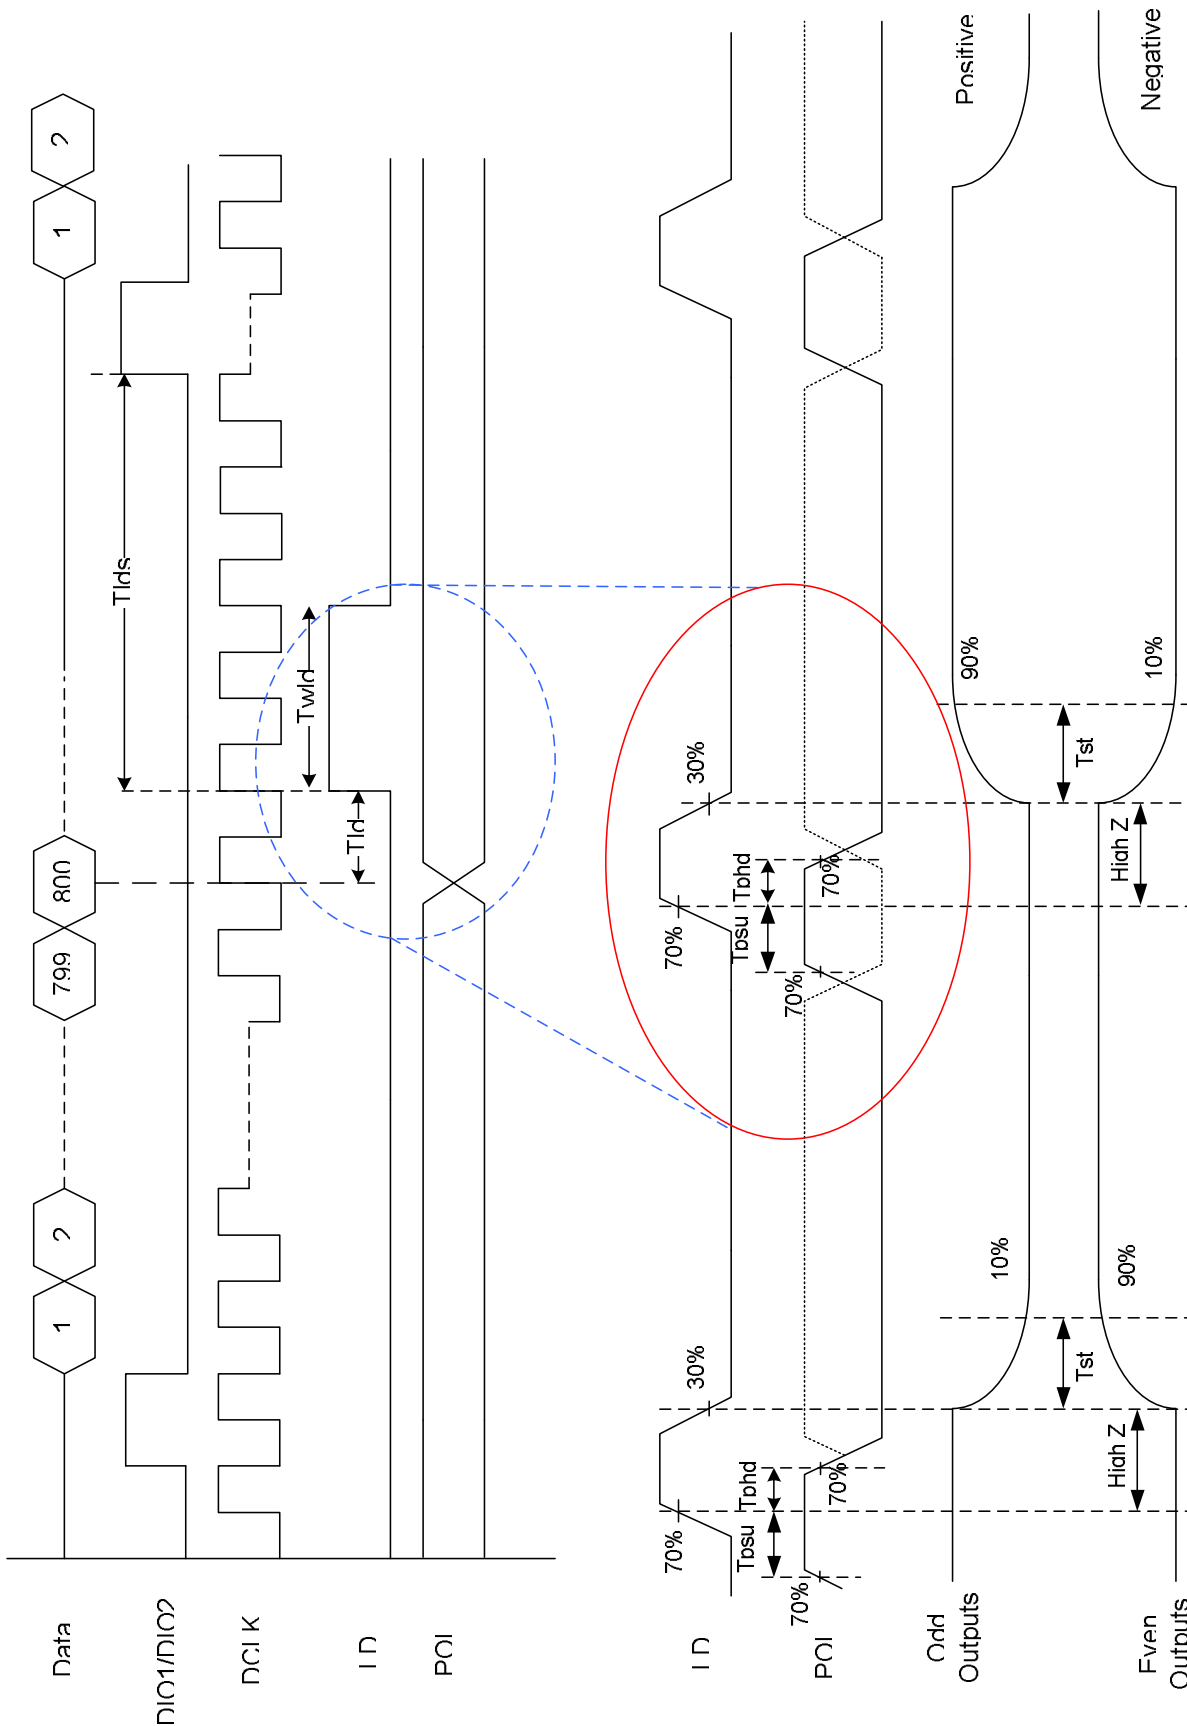 Data
1
2
799
800
1
2
DIO1/DIO2
Tlds
DCLK
LD
Tld
Twld
POL
LD
70%
30%
70%
30%
POL
70%
Tpsu
Tphd
70%
70%
Tpsu
Tphd
70%
Odd
Outputs
10%
90%
Positive
High Z
Tst
High Z
Tst
Even
Outputs
90%
10%
Negative